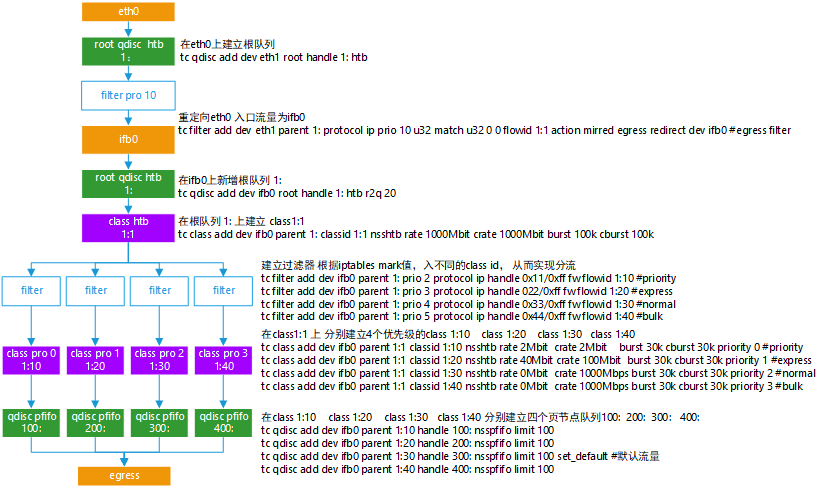 eth0
root qdisc htb
1:
在eth0上建立根队列
tc qdisc add dev eth1 root handle 1: htb
filter pro 10
重定向eth0 入口流量为ifb0
tc filter add dev eth1 parent 1: protocol ip prio 10 u32 match u32 0 0 flowid 1:1 action mirred egress redirect dev ifb0 #egress filter
ifb0
root qdisc htb
1:
在ifb0上新增根队列 1:
tc qdisc add dev ifb0 root handle 1: htb r2q 20
class htb
1:1
在根队列 1: 上建立 class1:1
tc class add dev ifb0 parent 1: classid 1:1 nsshtb rate 1000Mbit crate 1000Mbit burst 100k cburst 100k
filter
filter
filter
filter
建立过滤器 根据iptables mark值，入不同的class id， 从而实现分流
tc filter add dev ifb0 parent 1: prio 2 protocol ip handle 0x11/0xff fw flowid 1:10 #priority
tc filter add dev ifb0 parent 1: prio 3 protocol ip handle 022/0xff fw flowid 1:20 #express
tc filter add dev ifb0 parent 1: prio 4 protocol ip handle 0x33/0xff fw flowid 1:30 #normal
tc filter add dev ifb0 parent 1: prio 5 protocol ip handle 0x44/0xff fw flowid 1:40 #bulk
class pro 0
1:10
class pro 1
1:20
class pro 2
1:30
class pro 3
1:40
在class1:1 上 分别建立4个优先级的class 1:10 class 1:20 class 1:30 class 1:40
tc class add dev ifb0 parent 1:1 classid 1:10 nsshtb rate 2Mbit crate 2Mbit burst 30k cburst 30k priority 0 #priority
tc class add dev ifb0 parent 1:1 classid 1:20 nsshtb rate 40Mbit crate 100Mbit burst 30k cburst 30k priority 1 #express
tc class add dev ifb0 parent 1:1 classid 1:30 nsshtb rate 0Mbit crate 1000Mbps burst 30k cburst 30k priority 2 #normal
tc class add dev ifb0 parent 1:1 classid 1:40 nsshtb rate 0Mbit crate 1000Mbps burst 30k cburst 30k priority 3 #bulk
qdisc pfifo
100:
qdisc pfifo
200:
qdisc pfifo
300:
qdisc pfifo
400:
在class 1:10 class 1:20 class 1:30 class 1:40 分别建立四个页节点队列100: 200: 300: 400:
tc qdisc add dev ifb0 parent 1:10 handle 100: nsspfifo limit 100
tc qdisc add dev ifb0 parent 1:20 handle 200: nsspfifo limit 100
tc qdisc add dev ifb0 parent 1:30 handle 300: nsspfifo limit 100 set_default #默认流量
tc qdisc add dev ifb0 parent 1:40 handle 400: nsspfifo limit 100
egress